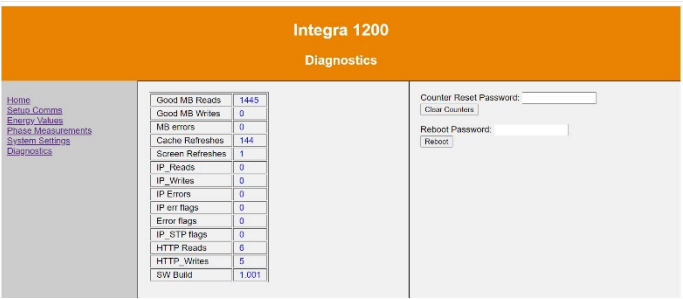 Integra 1200
Diagnostics
Home
Setup Comms
Energy Values
Phase Measurements
System Settings
Diagnostics
Good MB Reads 1445
Good MB Writes 0
MB errors 0
Cache Refreshes 144
Screen Refreshes 1
IP_Reads 0
IP_Writes 0
IP Errors 0
IP err flags 0
Error flags 0
IP_STP flags 0
HTTP Reads 6
HTTP_Writes 5
SW Build 1.001
Counter Reset Password:
Clear Counters
Reboot Password:
Reboot